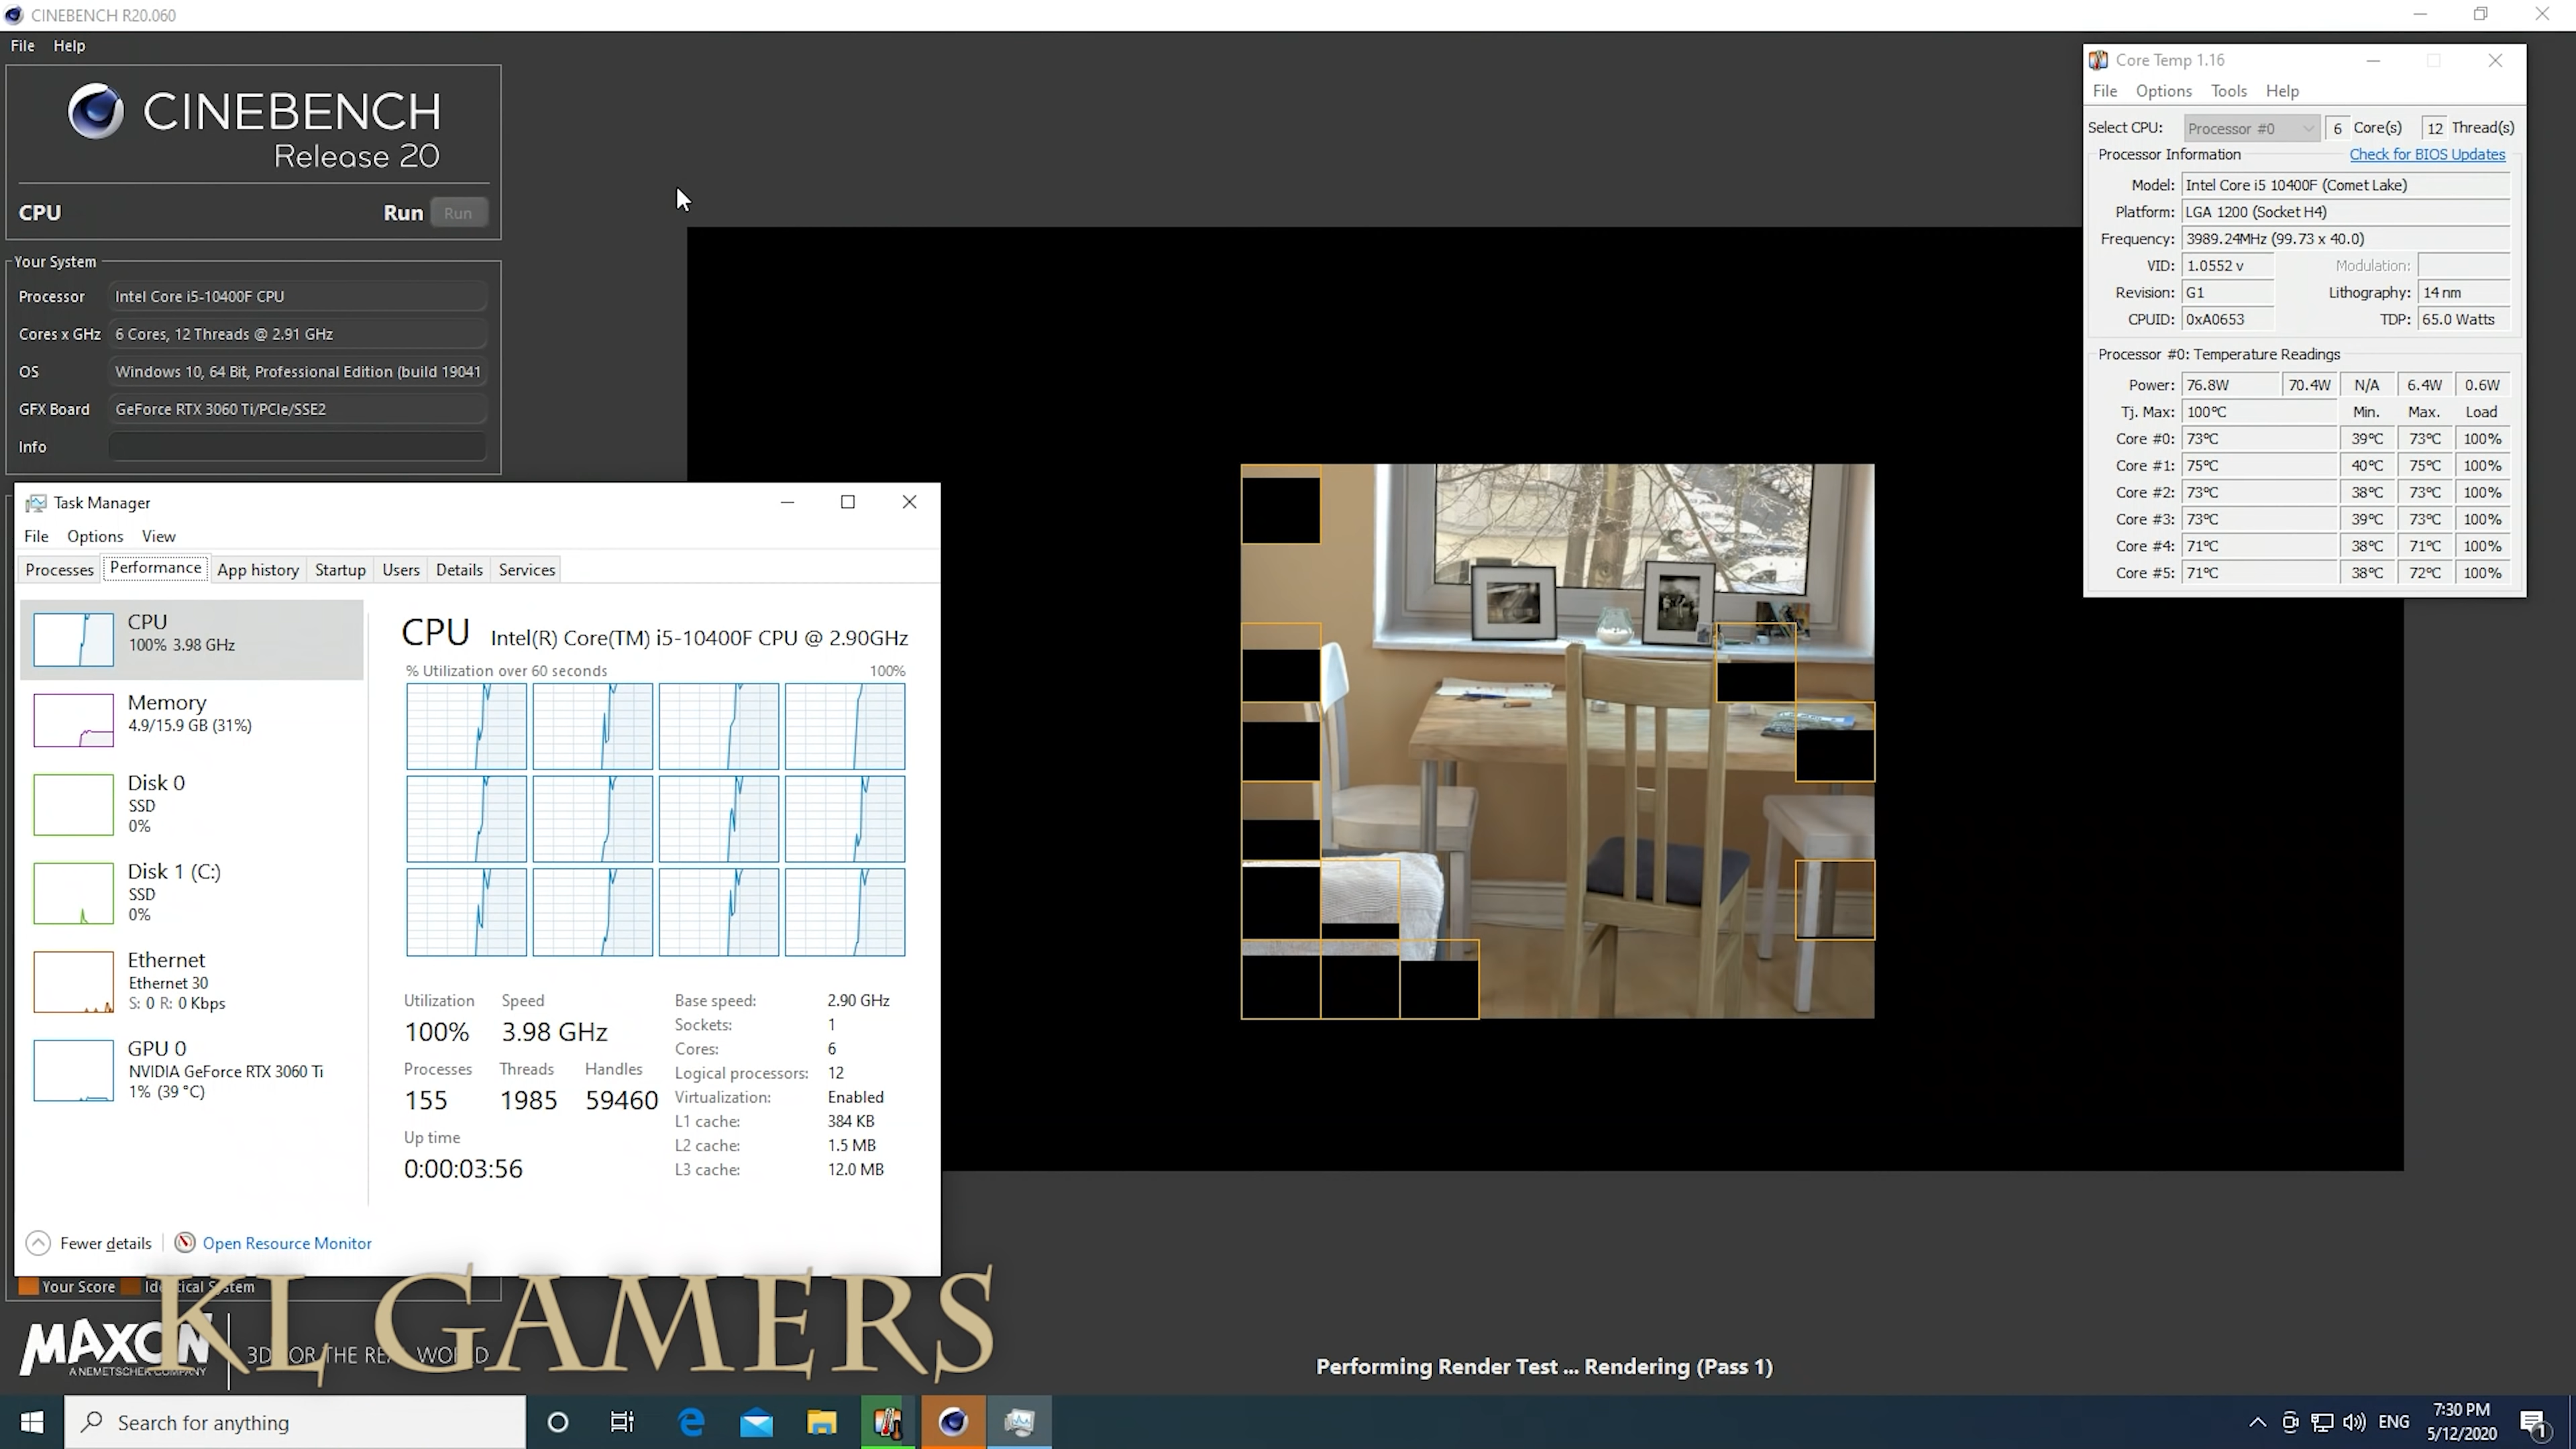 CINEBENCH R20.060
File Help
CINEBENCH
Release 20
CPU Run Run
Your System
Processor Intel Core i5-10400F CPU
Cores x GHz 6 Cores, 12 Threads @ 2.91 GHz
OS Windows 10, 64 Bit, Professional Edition (build 19041
GFX Board GeForce RTX 3060 Ti/PCIe/SSE2
Info
Task Manager
File Options View
Processes Performance App history Startup Users Details Services
CPU
100% 3.98 GHz
Memory
4.9/15.9 GB (31%)
Disk 0
SSD
0%
Disk 1 (C:)
SSD
0%
Ethernet
Ethernet 30
S: 0 R: 0 Kbps
GPU 0
NVIDIA GeForce RTX 3060 Ti
1% (39 °C)
CPU Intel(R) Core(TM) i5-10400F CPU @ 2.90GHz
% Utilization over 60 seconds 100%
Utilization Speed
100% 3.98 GHz
Processes Threads Handles
155 1985 59460
Up time
0:00:03:56
Base speed: 2.90 GHz
Sockets: 1
Cores: 6
Logical processors: 12
Virtualization: Enabled
L1 cache: 384 KB
L2 cache: 1.5 MB
L3 cache: 12.0 MB
Fewer details Open Resource Monitor
Your Score Identical System
KL GAMERS
MAXON
A NEMETSCHEK COMPANY
3D FOR THE REAL WORLD
Performing Render Test ... Rendering (Pass 1)
Core Temp 1.16
File Options Tools Help
Select CPU: Processor #0 6 Core(s) 12 Thread(s)
Processor Information Check for BIOS Updates
Model: Intel Core i5 10400F (Comet Lake)
Platform: LGA 1200 (Socket H4)
Frequency: 3989.24MHz (99.73 x 40.0)
VID: 1.0552 v Modulation:
Revision: G1 Lithography: 14 nm
CPUID: 0xA0653 TDP: 65.0 Watts
Processor #0: Temperature Readings
Power: 76.8W 70.4W N/A 6.4W 0.6W
Tj. Max: 100°C Min. Max. Load
Core #0: 73°C 39°C 73°C 100%
Core #1: 75°C 40°C 75°C 100%
Core #2: 73°C 38°C 73°C 100%
Core #3: 73°C 39°C 73°C 100%
Core #4: 71°C 38°C 71°C 100%
Core #5: 71°C 38°C 72°C 100%
Search for anything
ENG
7:30 PM
5/12/2020
1